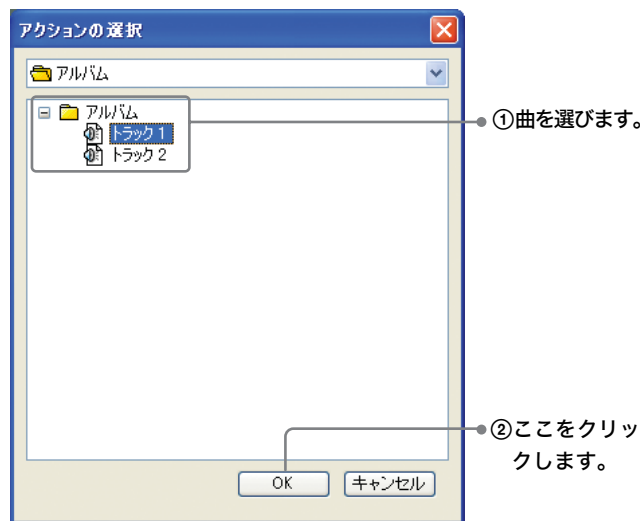 アクションの選択
アルバム
アルバム
トラック 1
トラック 2
①曲を選びます。
②ここをクリッ
クします。
OK
キャンセル